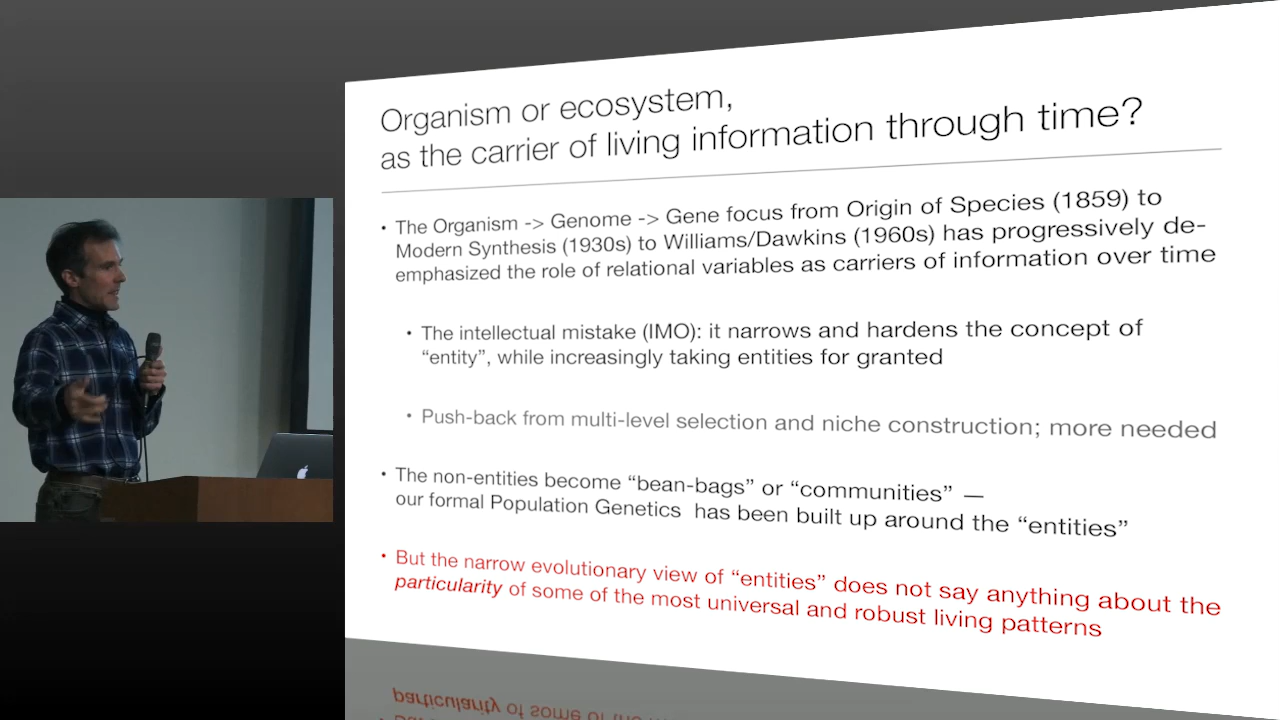 Organism or ecosystem,
as the carrier of living information through time?
• The Organism -> Genome -> Gene focus from Origin of Species (1859) to
Modern Synthesis (1930s) to Williams/Dawkins (1960s) has progressively de-
emphasized the role of relational variables as carriers of information over time
• The intellectual mistake (IMO): it narrows and hardens the concept of
“entity”, while increasingly taking entities for granted
• Push-back from multi-level selection and niche construction; more needed
• The non-entities become “bean-bags” or “communities” —
our formal Population Genetics has been built up around the “entities”
• But the narrow evolutionary view of “entities” does not say anything about the
particularity of some of the most universal and robust living patterns